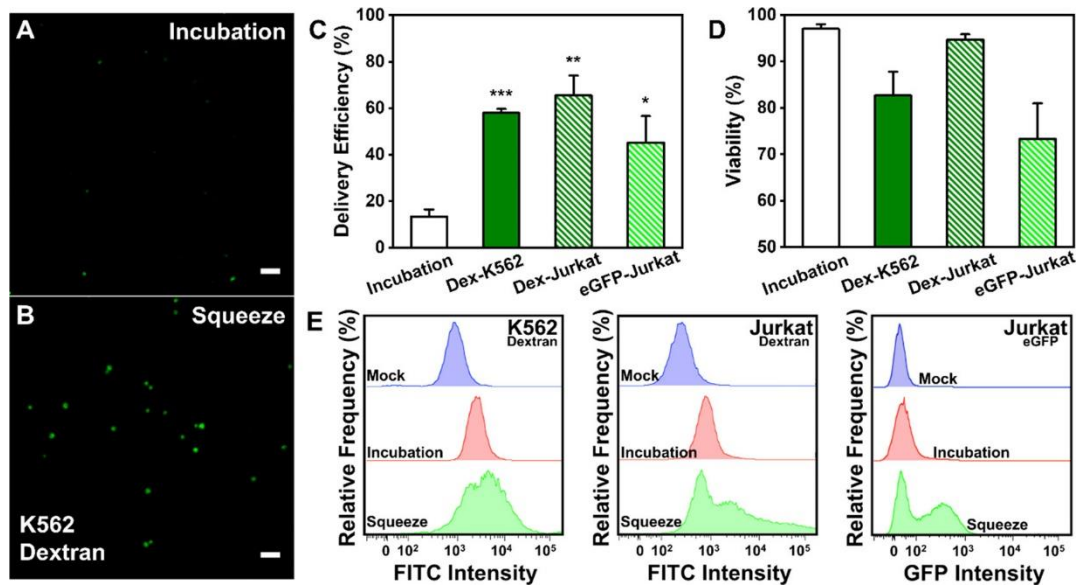 A
Incubation
B
Squeeze
K562
Dextran
C
Delivery Efficiency (%)
100
80
60
40
20
0
***
**
*
Incubation
Dex-K562
Dex-Jurkat
eGFP-Jurkat
D
Viability (%)
100
90
80
70
60
50
Incubation
Dex-K562
Dex-Jurkat
eGFP-Jurkat
E
Relative Frequency (%)
K562
Dextran
Mock
Incubation
Squeeze
0 10² 10³ 10⁴ 10⁵
FITC Intensity
Relative Frequency (%)
Jurkat
Dextran
Mock
Incubation
Squeeze
0 10² 10³ 10⁴ 10⁵
FITC Intensity
Relative Frequency (%)
Jurkat
eGFP
Mock
Incubation
Squeeze
0 10² 10³ 10⁴ 10⁵
GFP Intensity